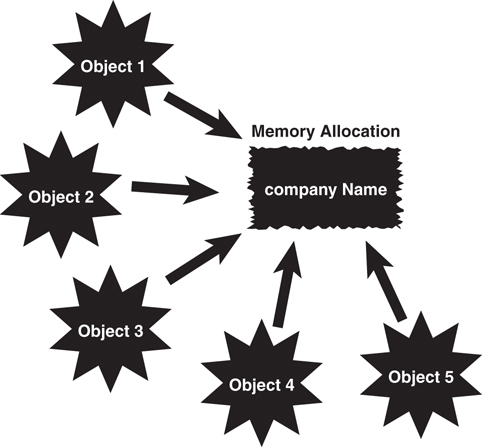 Object 1
Memory Allocation
company Name
Object 2
Object 3
Object 4
Object 5